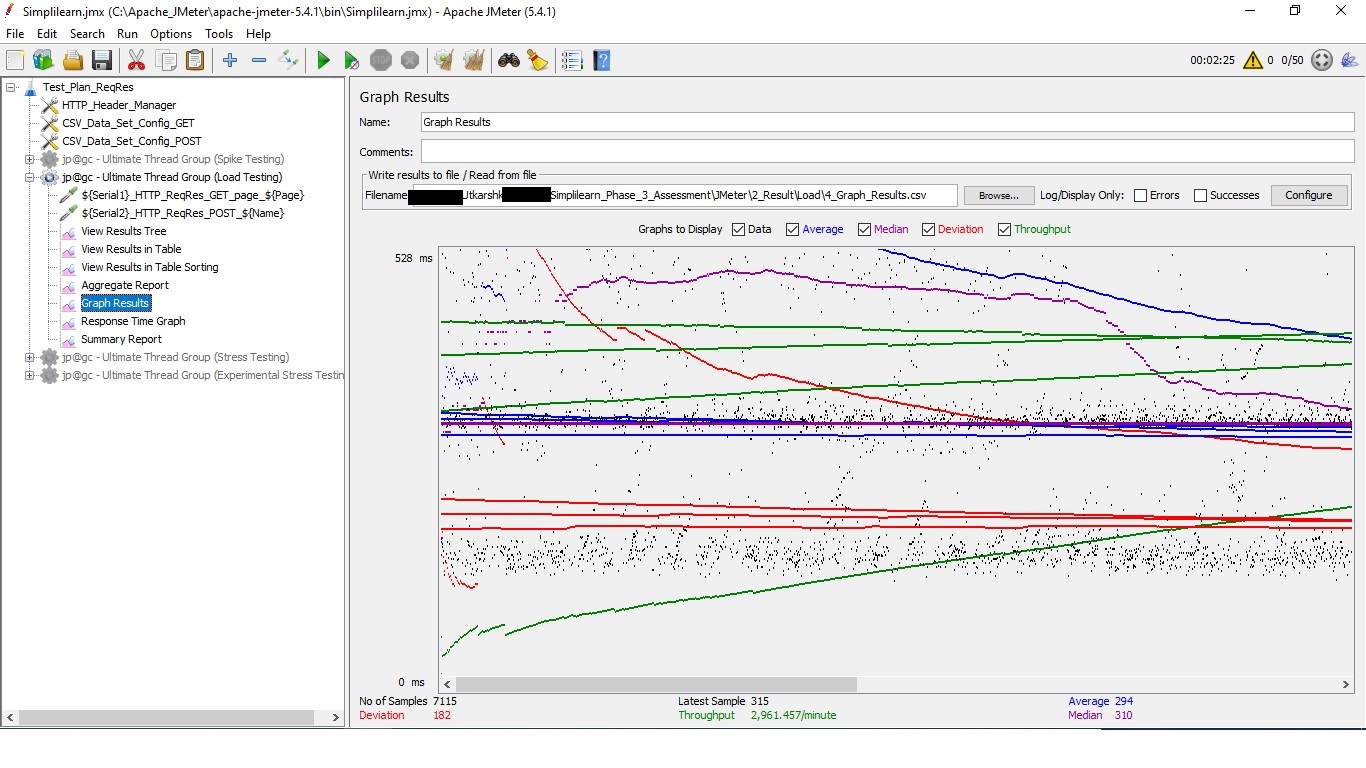 Simplilearn.jmx (C:\Apache_JMeter\apache-jmeter-5.4.1\bin\Simplilearn.jmx) - Apache JMeter (5.4.1)
File Edit Search Run Options Tools Help
00:02:25 0 0/50
Test_Plan_ReqRes
HTTP_Header_Manager
CSV_Data_Set_Config_GET
CSV_Data_Set_Config_POST
jp@gc - Ultimate Thread Group (Spike Testing)
jp@gc - Ultimate Thread Group (Load Testing)
${Serial1}_HTTP_ReqRes_GET_page_${Page}
${Serial2}_HTTP_ReqRes_POST_${Name}
View Results Tree
View Results in Table
View Results in Table Sorting
Aggregate Report
Graph Results
Response Time Graph
Summary Report
jp@gc - Ultimate Thread Group (Stress Testing)
jp@gc - Ultimate Thread Group (Experimental Stress Testin
Graph Results
Name: Graph Results
Comments:
Write results to file / Read from file
Filename Utkarshk Simplilearn_Phase_3_Assessment\JMeter\2_Result\Load\4_Graph_Results.csv Browse... Log/Display Only: Errors Successes Configure
Graphs to Display Data Average Median Deviation Throughput
528 ms
0 ms
No of Samples 7115 Latest Sample 315 Average 294
Deviation 182 Throughput 2,961.457/minute Median 310